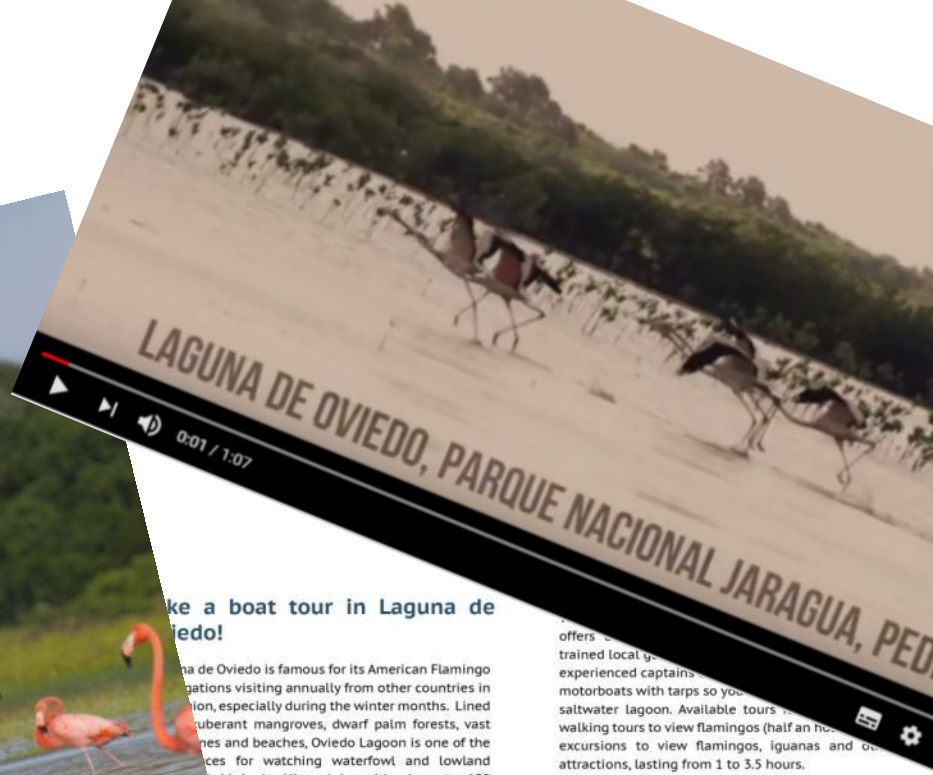 LAGUNA DE OVIEDO, PARQUE NACIONAL JARAGUA, PED
0:01 / 1:07
ke a boat tour in Laguna de
iedo!
na de Oviedo is famous for its American Flamingo
gations visiting annually from other countries in
ion, especially during the winter months. Lined
uberant mangroves, dwarf palm forests, vast
nes and beaches, Oviedo Lagoon is one of the
ces for watching waterfowl and lowland
offers
trained local
experienced captains
motorboats with tarps so you
saltwater lagoon. Available tours
walking tours to view flamingos (half an
excursions to view flamingos, iguanas and
attractions, lasting from 1 to 3.5 hours.